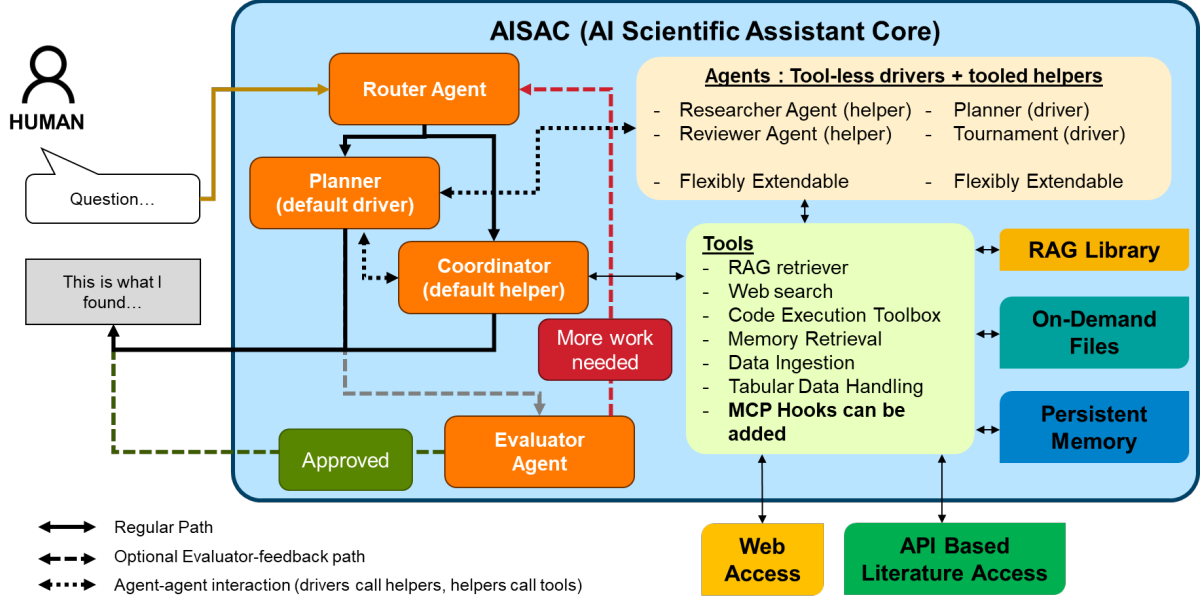 AISAC (AI Scientific Assistant Core)
HUMAN
Question…
This is what I
found…
Router Agent
Planner
(default driver)
Coordinator
(default helper)
More work
needed
Evaluator
Agent
Approved
Agents : Tool-less drivers + tooled helpers
- Researcher Agent (helper)
- Reviewer Agent (helper)
- Flexibly Extendable
- Planner (driver)
- Tournament (driver)
- Flexibly Extendable
Tools
- RAG retriever
- Web search
- Code Execution Toolbox
- Memory Retrieval
- Data Ingestion
- Tabular Data Handling
- MCP Hooks can be
added
RAG Library
On-Demand
Files
Persistent
Memory
Web
Access
API Based
Literature Access
Regular Path
Optional Evaluator-feedback path
Agent-agent interaction (drivers call helpers, helpers call tools)